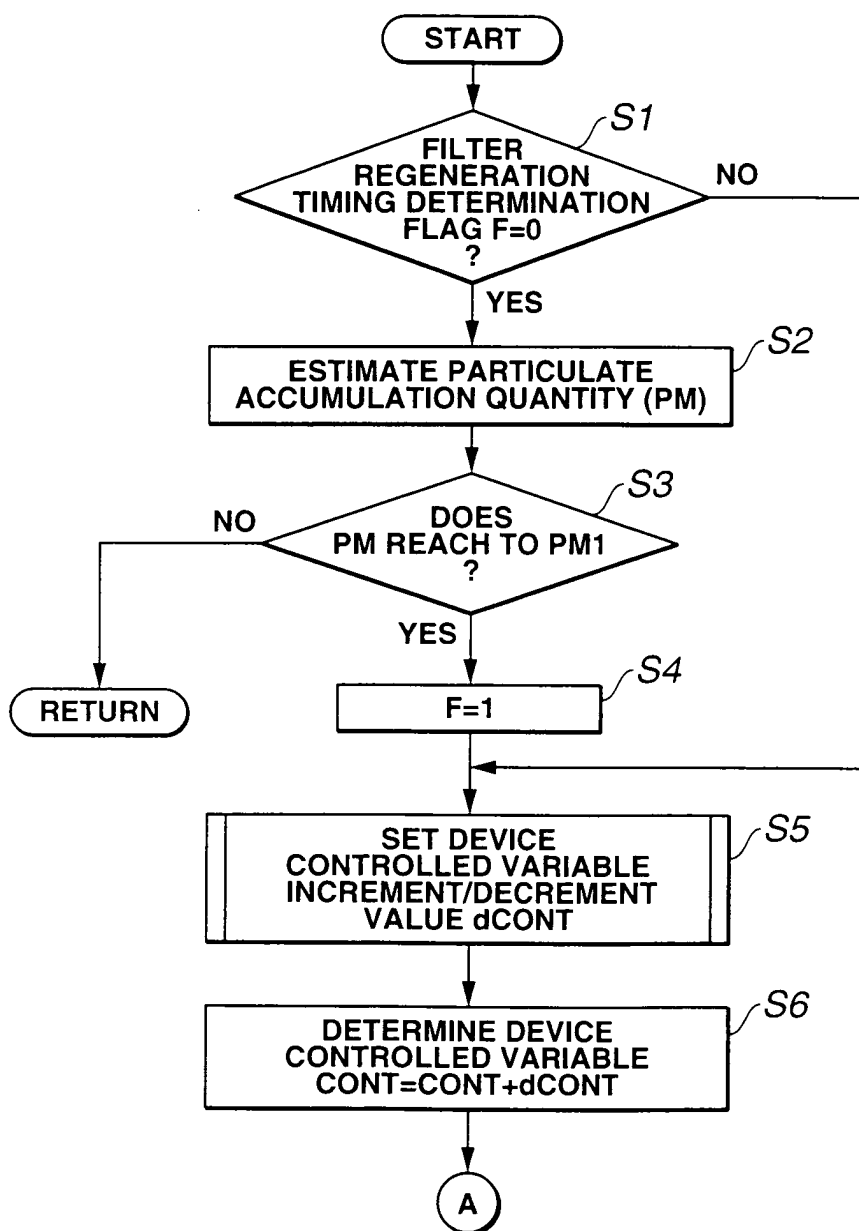 START
S1
FILTER
REGENERATION
TIMING DETERMINATION
FLAG F=0
?
NO
YES
S2
ESTIMATE PARTICULATE
ACCUMULATION QUANTITY (PM)
S3
NO
DOES
PM REACH TO PM1
?
YES
RETURN
S4
F=1
S5
SET DEVICE
CONTROLLED VARIABLE
INCREMENT/DECREMENT
VALUE dCONT
S6
DETERMINE DEVICE
CONTROLLED VARIABLE
CONT=CONT+dCONT
A